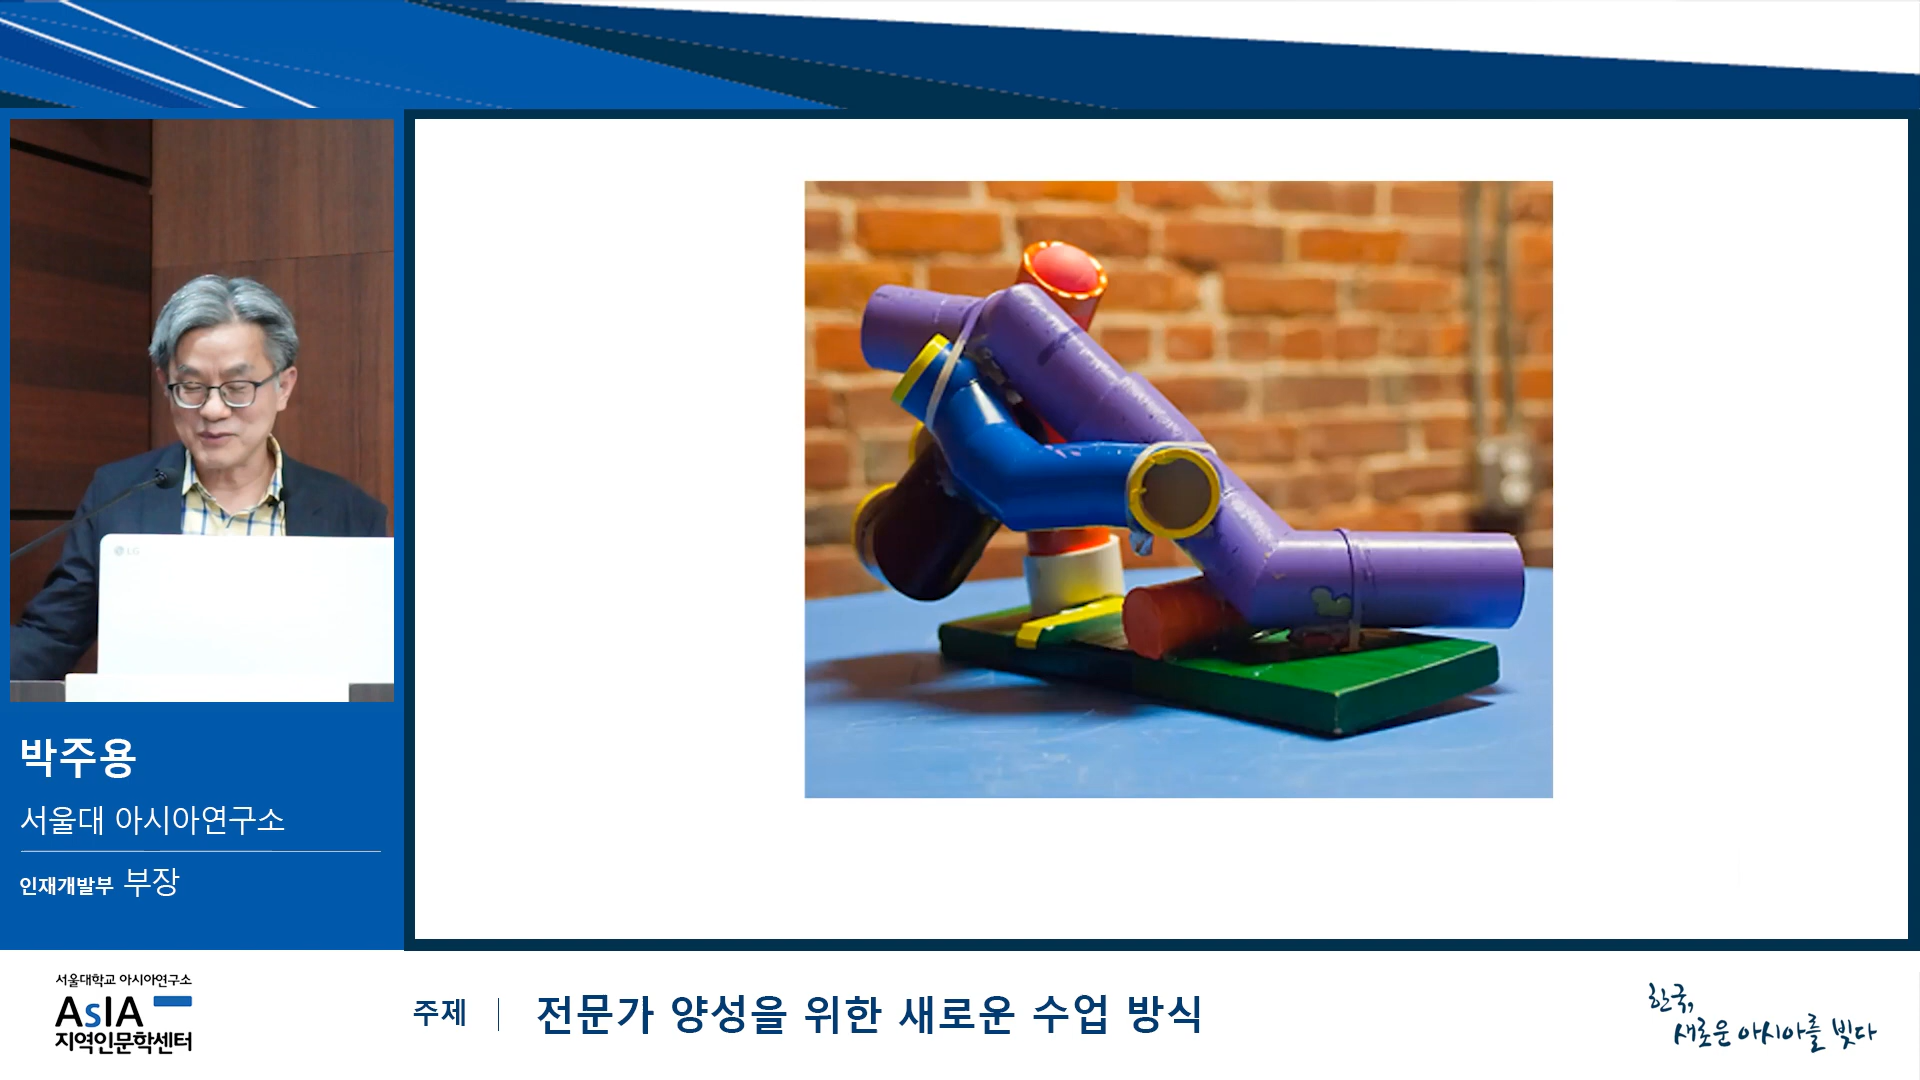 LG
박주용
서울대 아시아연구소
인재개발부 부장
서울대학교 아시아연구소
AsIA
지역인문학센터
주제 | 전문가 양성을 위한 새로운 수업 방식
한국,
새로운 아시아를 빚다